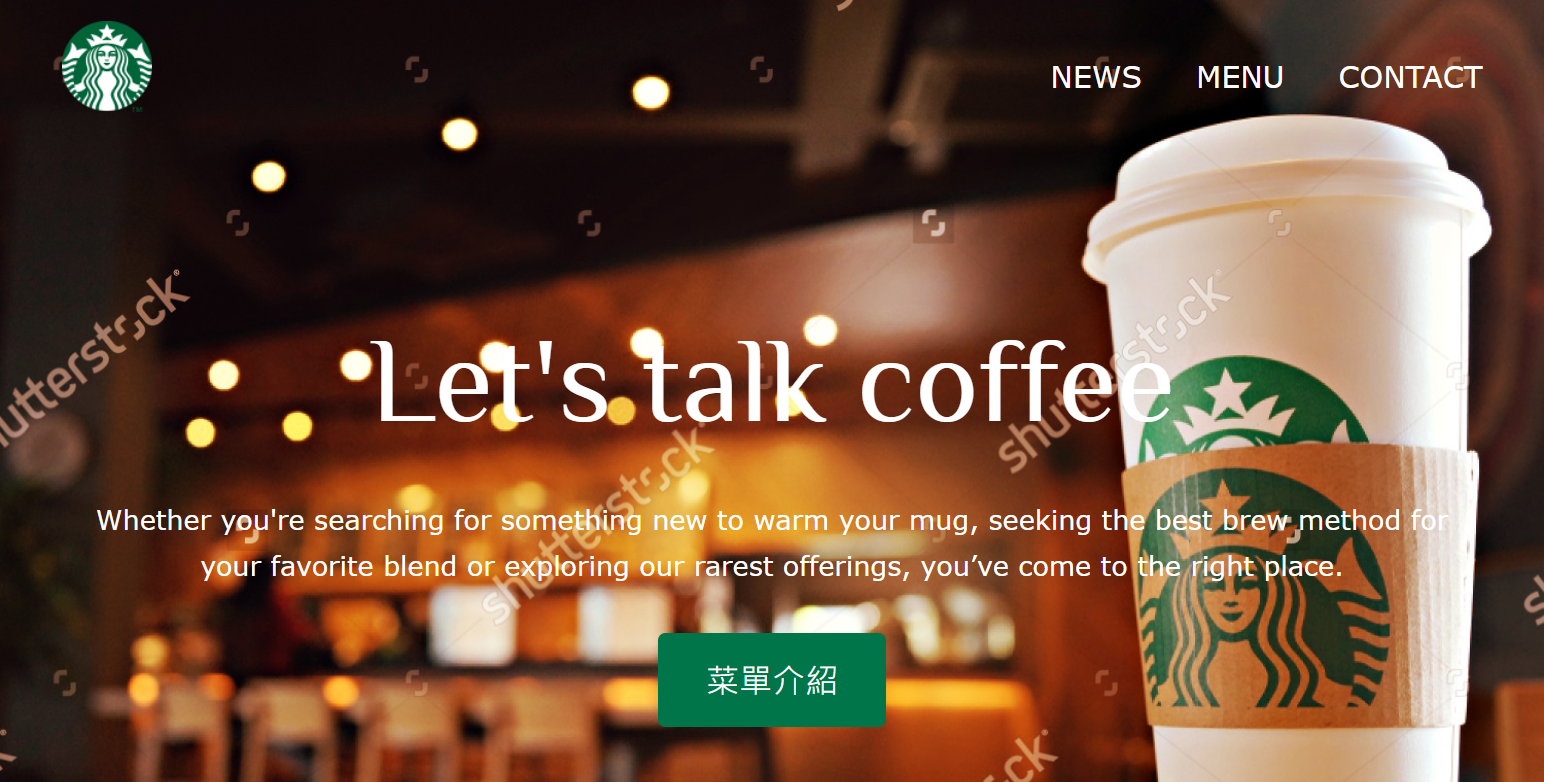 NEWS MENU CONTACT
Let's talk coffee
Whether you're searching for something new to warm your mug, seeking the best brew method for
your favorite blend or exploring our rarest offerings, you’ve come to the right place.
菜單介紹
shutterstock
shutterstock
shutterstock